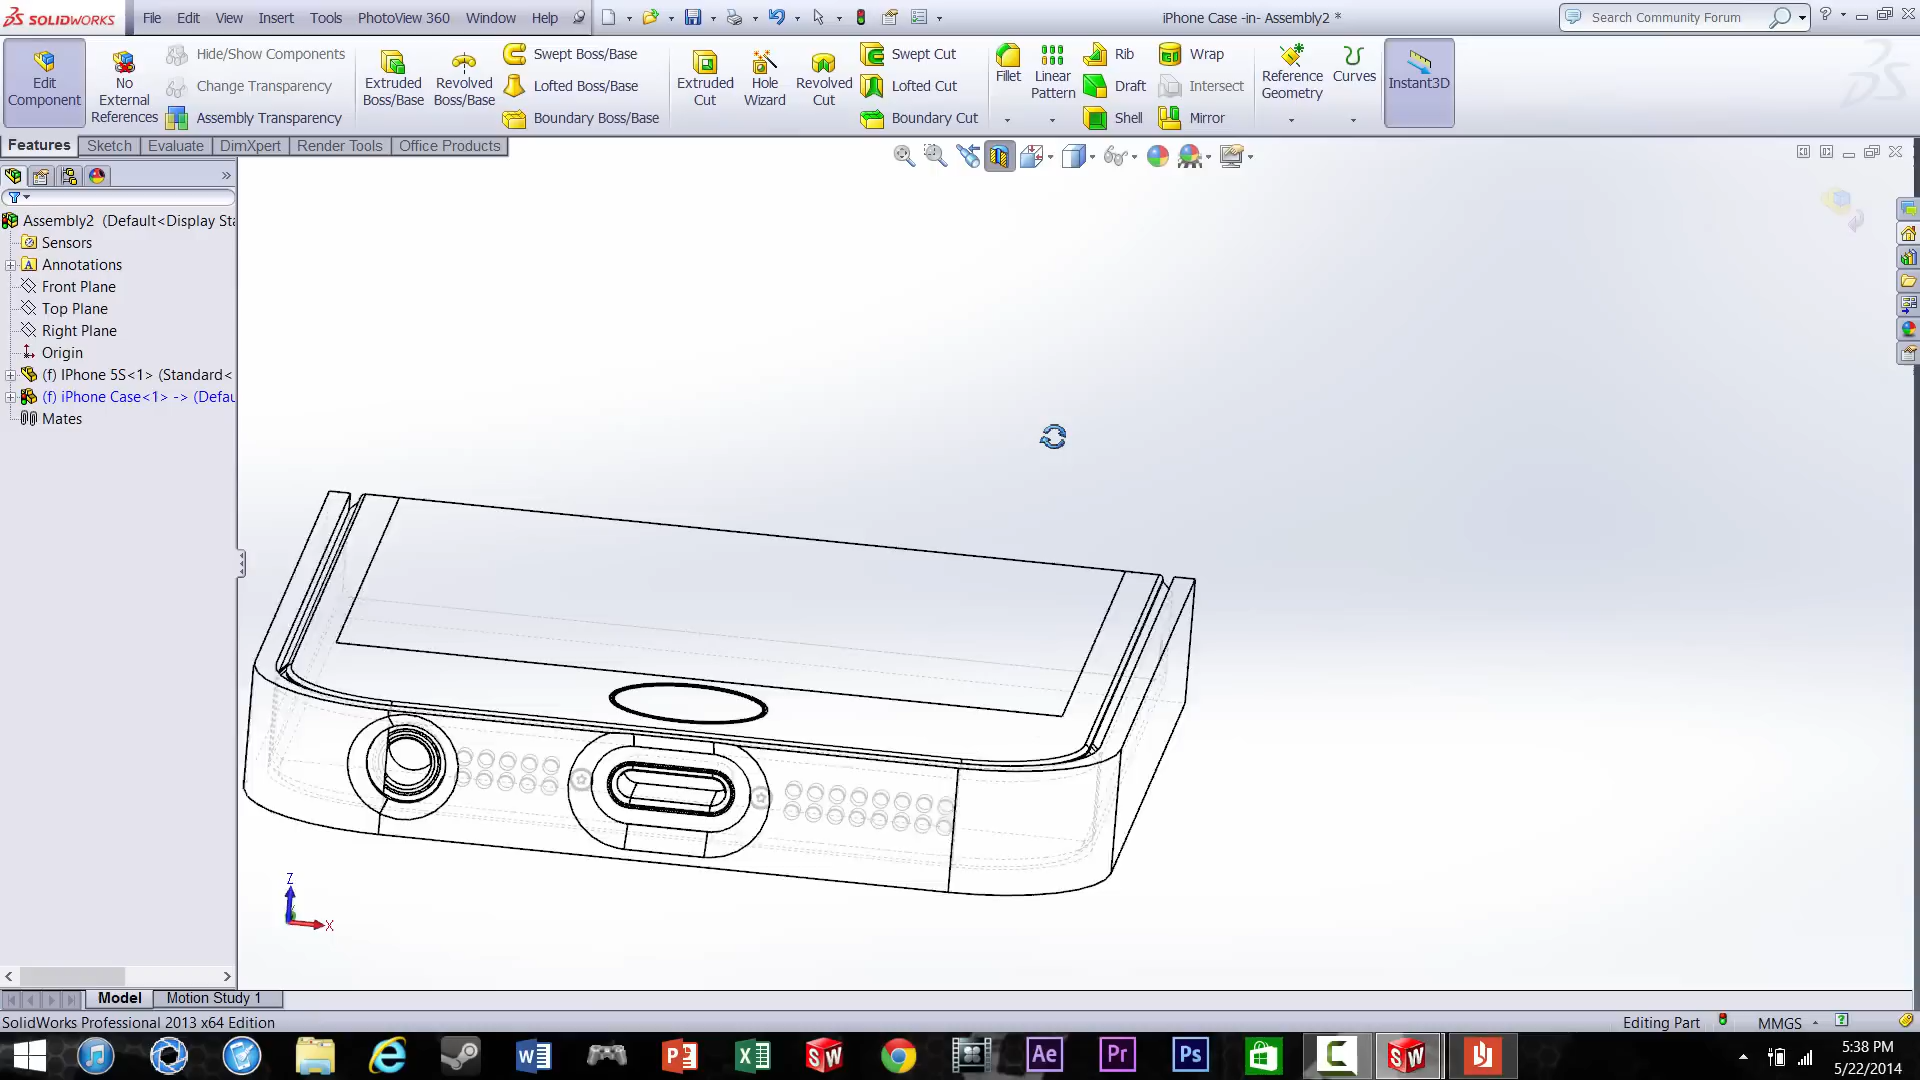 SOLIDWORKS File Edit View Insert Tools PhotoView 360 Window Help iPhone Case -in- Assembly2 * Search Community Forum ?
Edit Component
No External References
Hide/Show Components
Change Transparency
Assembly Transparency
Extruded Boss/Base
Revolved Boss/Base
Swept Boss/Base
Lofted Boss/Base
Boundary Boss/Base
Extruded Cut
Hole Wizard
Revolved Cut
Swept Cut
Lofted Cut
Boundary Cut
Fillet
Linear Pattern
Rib
Draft
Shell
Wrap
Intersect
Mirror
Reference Geometry
Curves
Instant3D
Features Sketch Evaluate DimXpert Render Tools Office Products
Assembly2 (Default<Display Sta
Sensors
Annotations
Front Plane
Top Plane
Right Plane
Origin
(f) IPhone 5S<1> (Standard<
(f) iPhone Case<1> -> (Defau
Mates
Z
X
Model Motion Study 1
SolidWorks Professional 2013 x64 Edition Editing Part MMGS
Ae Pr Ps
5:38 PM
5/22/2014